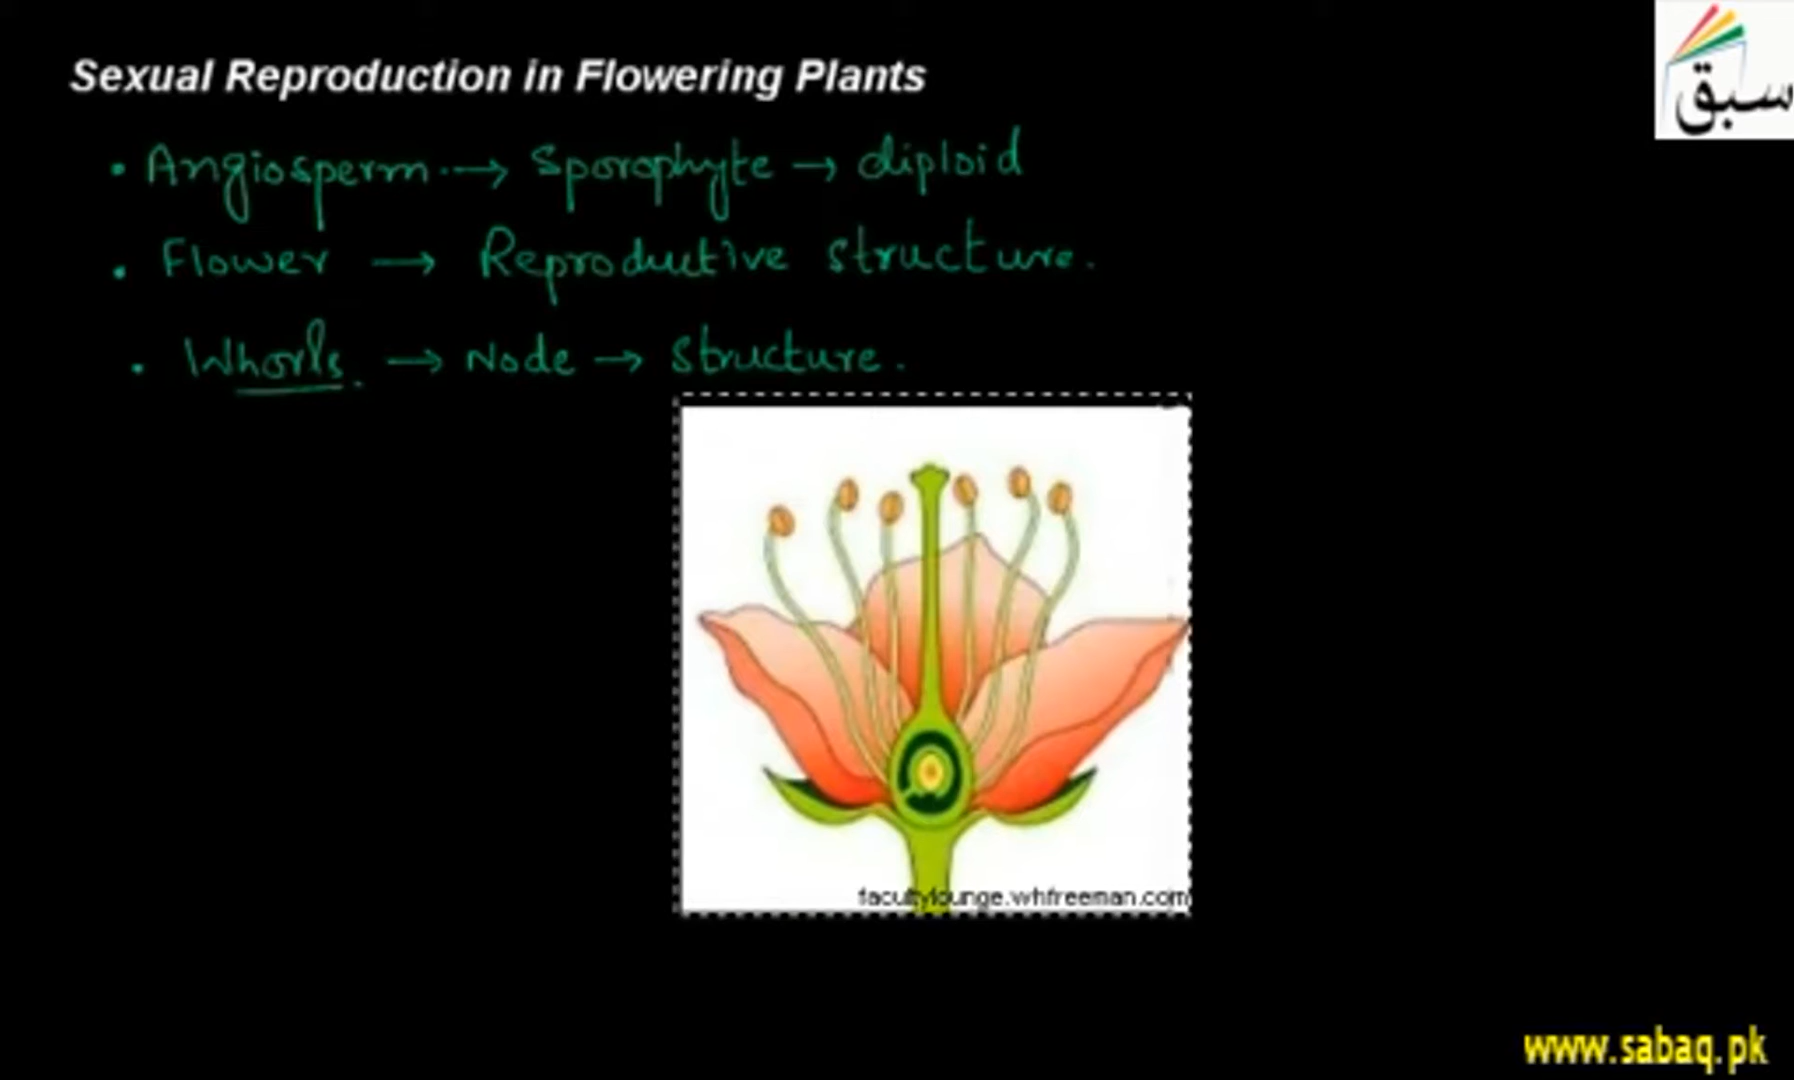 Sexual Reproduction in Flowering Plants
سبق
• Angiosperm → Sporophyte → diploid
• Flower → Reproductive structure.
• Whorls. → Node → Structure.
facultylounge.whfreeman.com
www.sabaq.pk